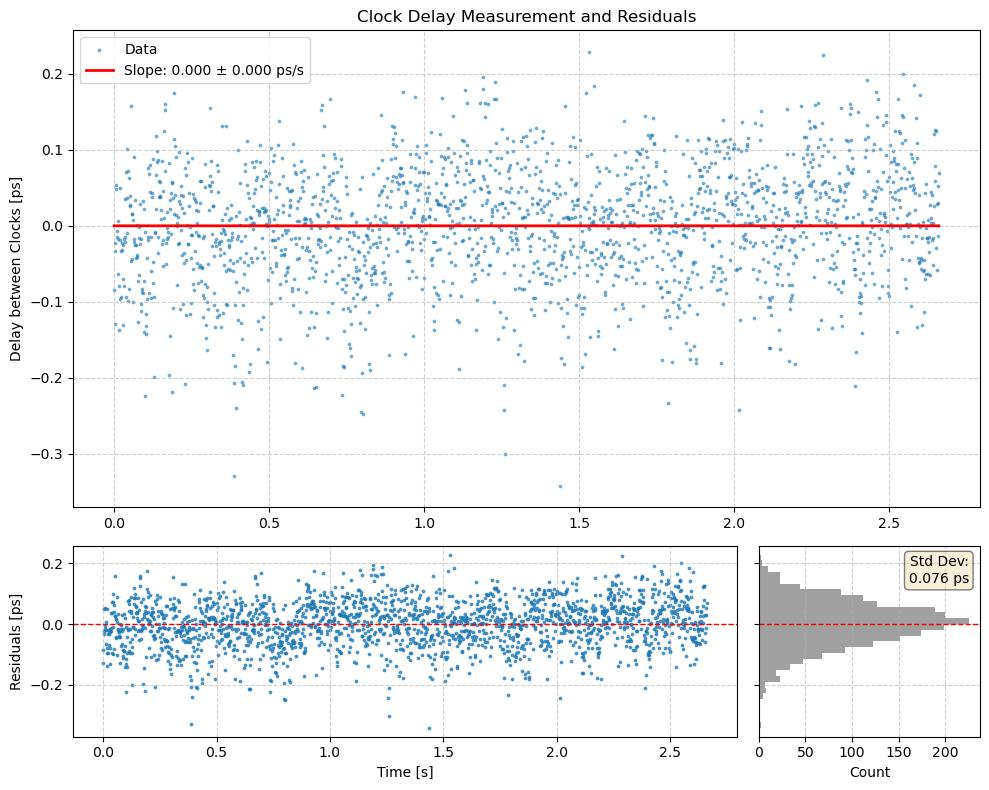 Clock Delay Measurement and Residuals
Data
Slope: 0.000 ± 0.000 ps/s
Delay between Clocks [ps]
0.2
0.1
0.0
−0.1
−0.2
−0.3
0.0 0.5 1.0 1.5 2.0 2.5
Residuals [ps]
0.2
0.0
−0.2
0.0 0.5 1.0 1.5 2.0 2.5
Time [s]
Std Dev:
0.076 ps
0 50 100 150 200
Count